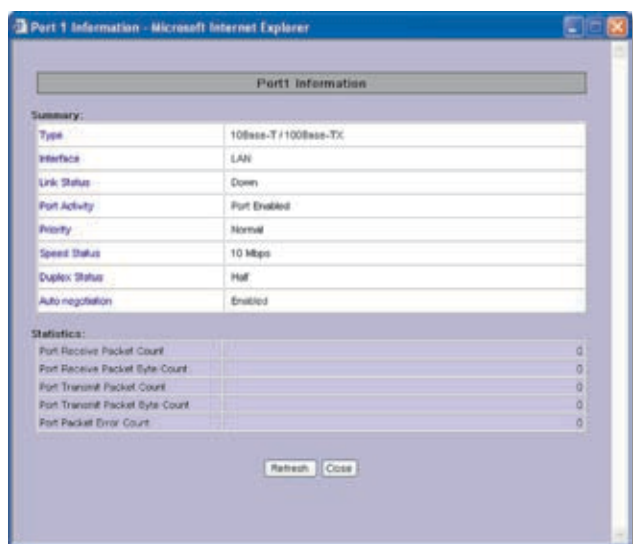 Port 1 Information - Microsoft Internet Explorer
Port1 Information
Summary:
Type 10Base-T / 100Base-TX
Interface LAN
Link Status Down
Port Activity Port Enabled
Priority Normal
Speed Status 10 Mbps
Duplex Status Half
Auto negotiation Enabled
Statistics:
Port Receive Packet Count 0
Port Receive Packet Byte Count 0
Port Transmit Packet Count 0
Port Transmit Packet Byte Count 0
Port Packet Error Count 0
Refresh Close